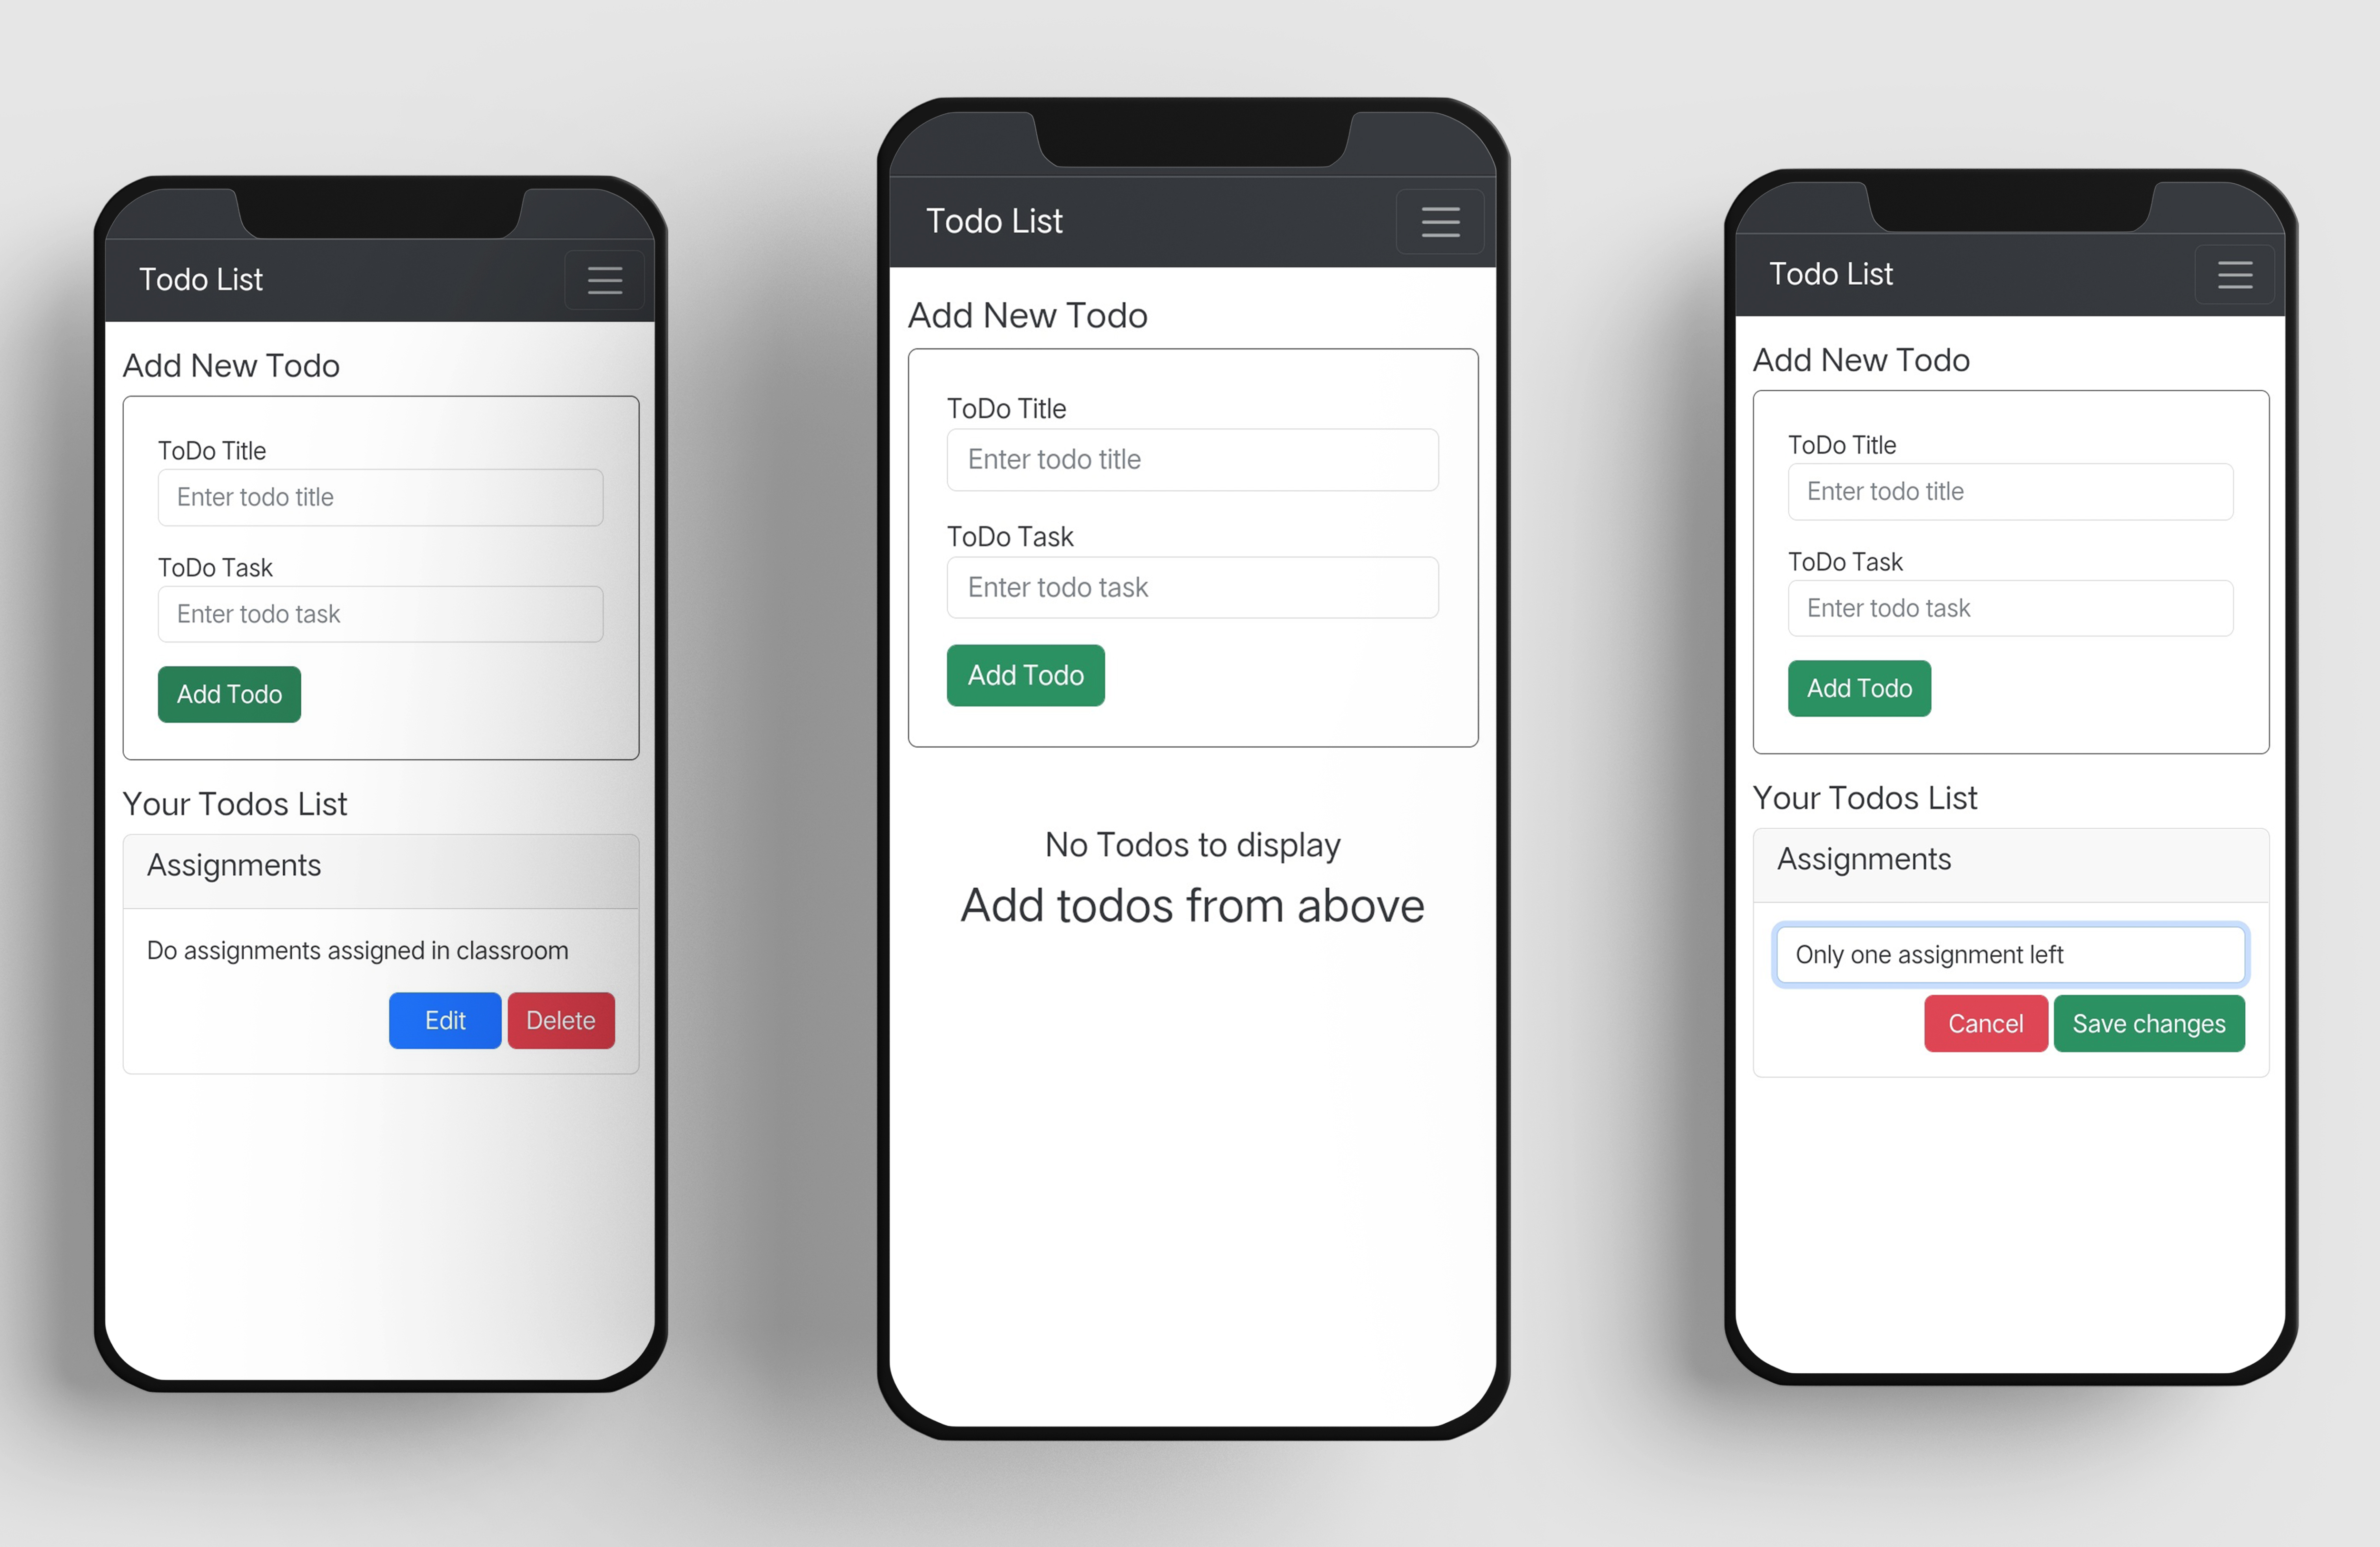 Todo List
Add New Todo
ToDo Title
Enter todo title
ToDo Task
Enter todo task
Add Todo
Your Todos List
Assignments
Do assignments assigned in classroom
Edit Delete
Todo List
Add New Todo
ToDo Title
Enter todo title
ToDo Task
Enter todo task
Add Todo
No Todos to display
Add todos from above
Todo List
Add New Todo
ToDo Title
Enter todo title
ToDo Task
Enter todo task
Add Todo
Your Todos List
Assignments
Only one assignment left
Cancel Save changes